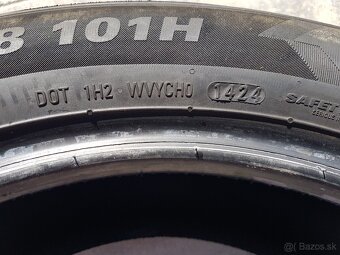 8 101H
DOT 1H2 WVYCH0 1424
SAFET
© Bazos.sk